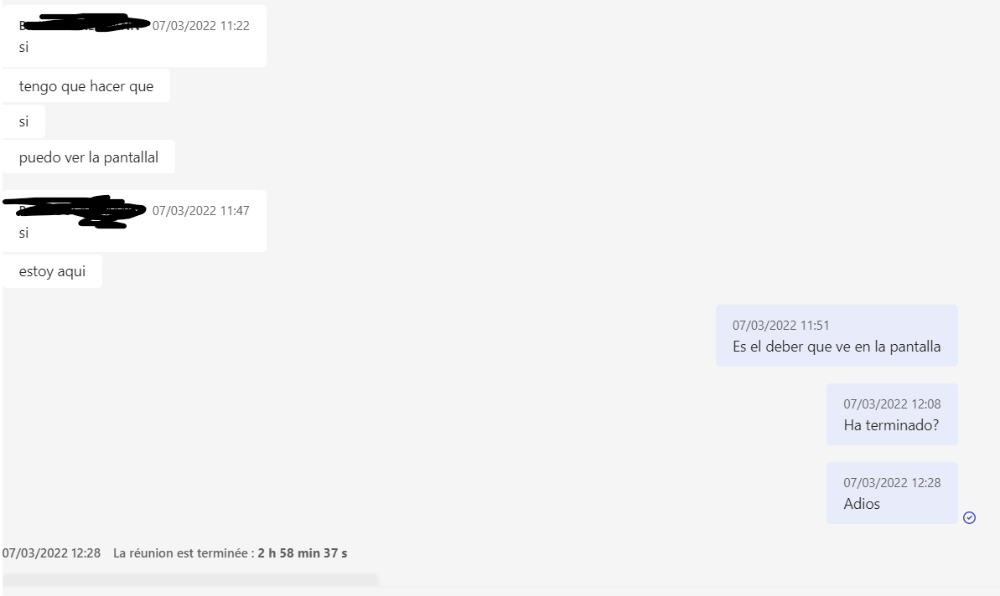 07/03/2022 11:22
si
tengo que hacer que
si
puedo ver la pantallal
07/03/2022 11:47
si
estoy aqui
07/03/2022 11:51
Es el deber que ve en la pantalla
07/03/2022 12:08
Ha terminado?
07/03/2022 12:28
Adios
07/03/2022 12:28 La réunion est terminée : 2 h 58 min 37 s